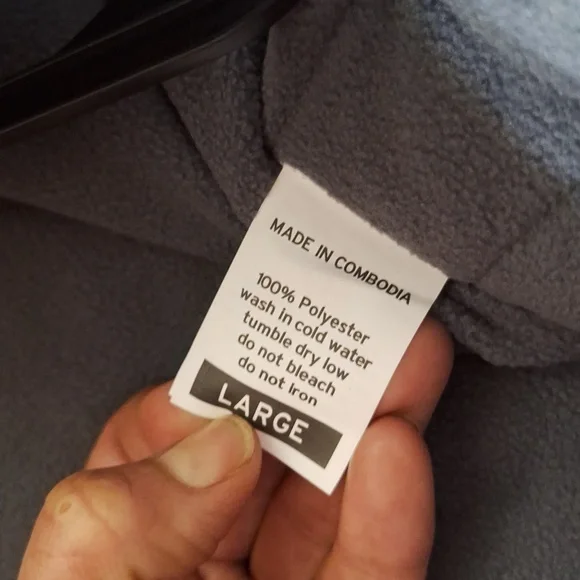 MADE IN COMBODIA
100% Polyester
wash in cold water
tumble dry low
do not bleach
do not iron
LARGE